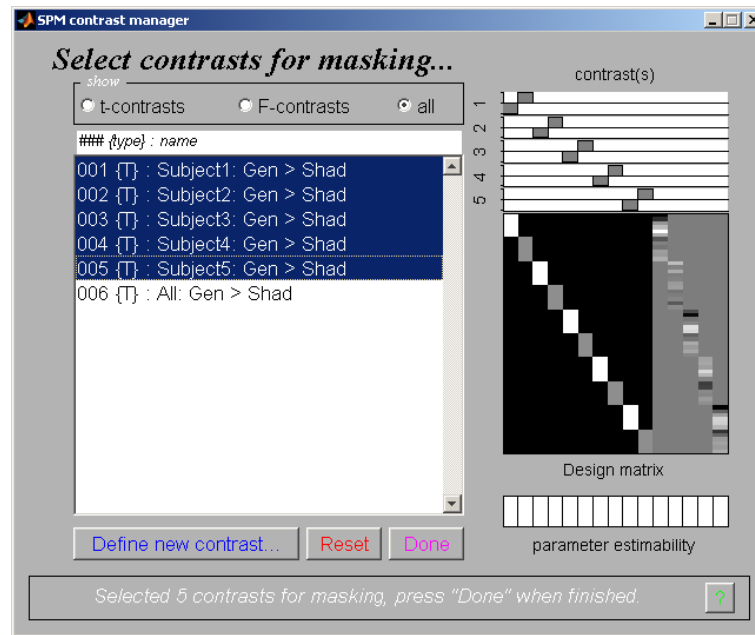 SPM contrast manager
Select contrasts for masking...
show
t-contrasts F-contrasts all
### {type} : name
001 {T} : Subject1: Gen > Shad
002 {T} : Subject2: Gen > Shad
003 {T} : Subject3: Gen > Shad
004 {T} : Subject4: Gen > Shad
005 {T} : Subject5: Gen > Shad
006 {T} : All: Gen > Shad
Define new contrast... Reset Done
contrast(s)
1
2
3
4
5
Design matrix
parameter estimability
Selected 5 contrasts for masking, press "Done" when finished.
?